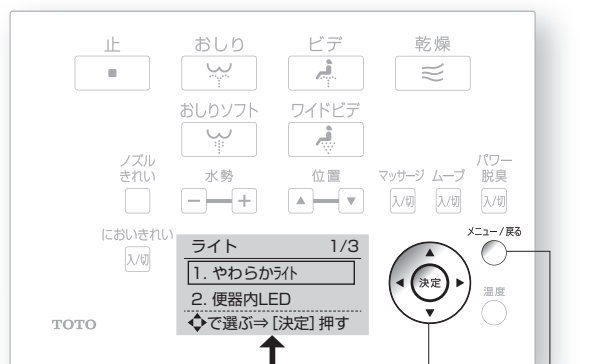 止 おしり ビデ 乾燥
おしりソフト ワイドビデ
ノズル
きれい
水勢 位置 マッサージ ムーブ
パワー
脱臭
入/切 入/切 入/切
においきれい
入/切
ライト 1/3
1. やわらかライト
2. 便器内LED
で選ぶ⇒[決定]押す
メニュー/戻る
決定
温度
TOTO